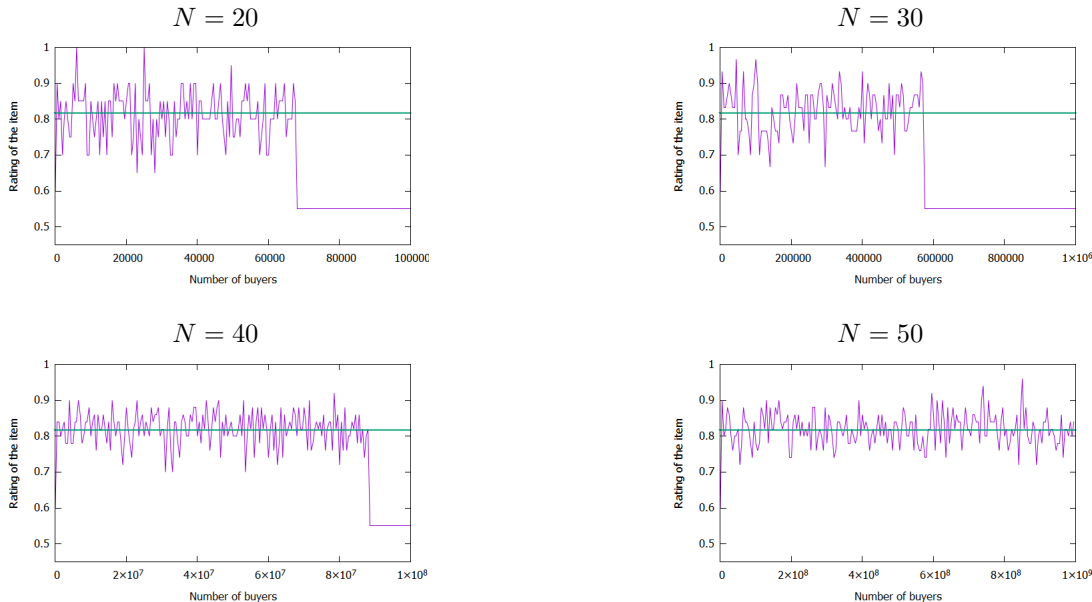 N = 20
1
0.9
0.8
0.7
0.6
0.5
Rating of the item
0 20000 40000 60000 80000 100000
Number of buyers
N = 30
1
0.9
0.8
0.7
0.6
0.5
Rating of the item
0 200000 400000 600000 800000 1×10⁶
Number of buyers
N = 40
1
0.9
0.8
0.7
0.6
0.5
Rating of the item
0 2×10⁷ 4×10⁷ 6×10⁷ 8×10⁷ 1×10⁸
Number of buyers
N = 50
1
0.9
0.8
0.7
0.6
0.5
Rating of the item
0 2×10⁸ 4×10⁸ 6×10⁸ 8×10⁸ 1×10⁹
Number of buyers